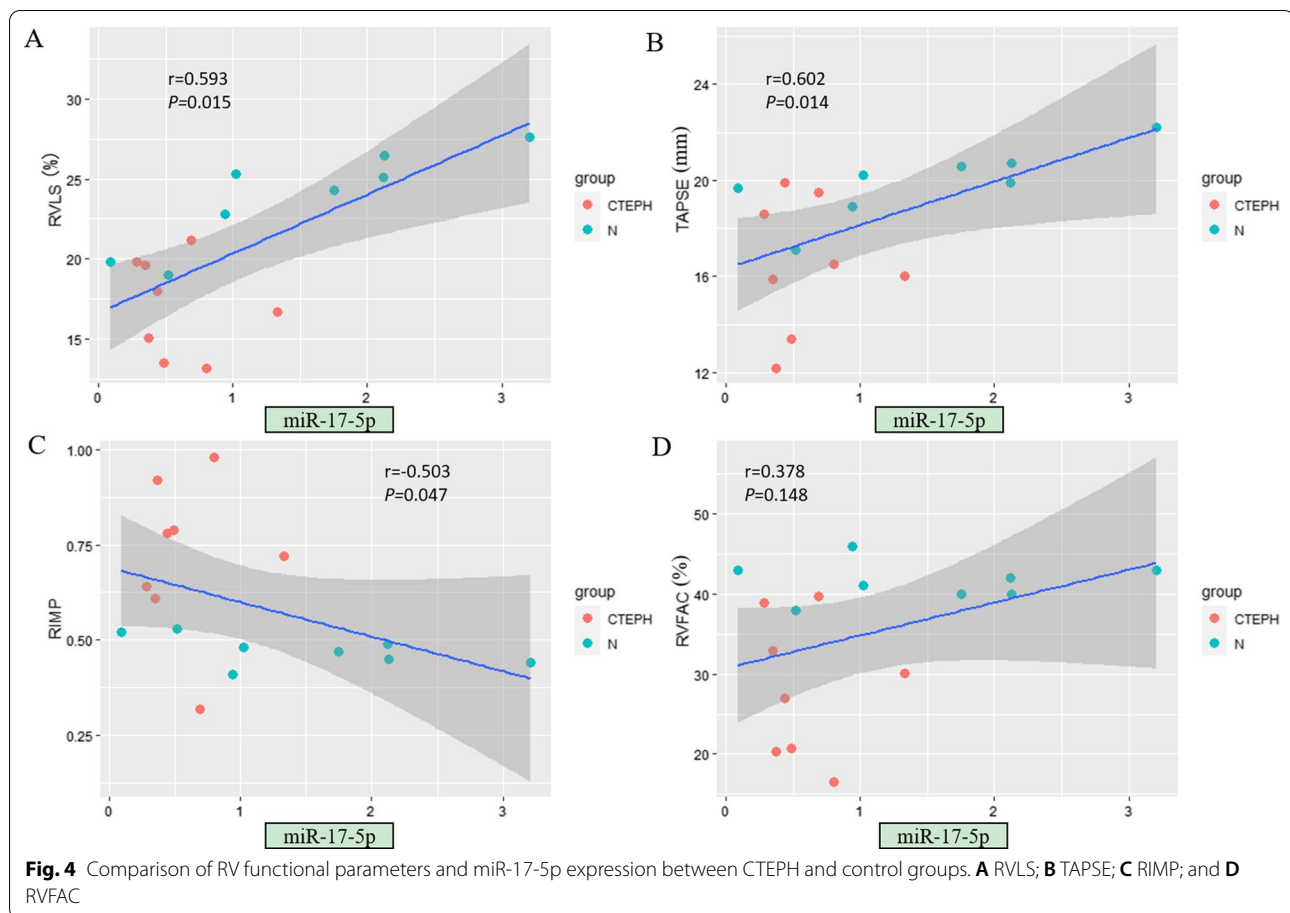 A
r=0.593
P=0.015
RVLS (%)
30
25
20
15
0 1 2 3
miR-17-5p
group
CTEPH
N
B
r=0.602
P=0.014
TAPSE (mm)
24
20
16
12
0 1 2 3
miR-17-5p
group
CTEPH
N
C
r=-0.503
P=0.047
RIMP
1.00
0.75
0.50
0.25
0 1 2 3
miR-17-5p
group
CTEPH
N
D
r=0.378
P=0.148
RVFAC (%)
50
40
30
20
0 1 2 3
miR-17-5p
group
CTEPH
N
Fig. 4 Comparison of RV functional parameters and miR-17-5p expression between CTEPH and control groups. A RVLS; B TAPSE; C RIMP; and D
RVFAC